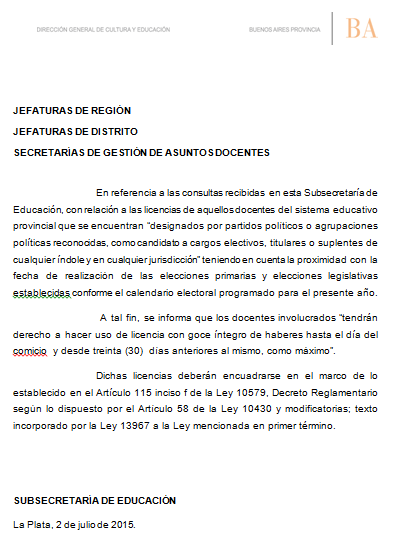 DIRECCIÓN GENERAL DE CULTURA Y EDUCACIÓN BUENOS AIRES PROVINCIA BA
JEFATURAS DE REGIÓN
JEFATURAS DE DISTRITO
SECRETARÌAS DE GESTIÓN DE ASUNTOS DOCENTES
En referencia a las consultas recibidas en esta Subsecretaría de
Educación, con relación a las licencias de aquellos docentes del sistema educativo
provincial que se encuentran "designados por partidos políticos o agrupaciones
políticas reconocidas, como candidato a cargos electivos, titulares o suplentes de
cualquier índole y en cualquier jurisdicción" teniendo en cuenta la proximidad con la
fecha de realización de las elecciones primarias y elecciones legislativas
establecidas conforme el calendario electoral programado para el presente año.
A tal fin, se informa que los docentes involucrados "tendrán
derecho a hacer uso de licencia con goce íntegro de haberes hasta el día del
comicio y desde treinta (30) días anteriores al mismo, como máximo".
Dichas licencias deberán encuadrarse en el marco de lo
establecido en el Artículo 115 inciso f de la Ley 10579, Decreto Reglamentario
según lo dispuesto por el Artículo 58 de la Ley 10430 y modificatorias; texto
incorporado por la Ley 13967 a la Ley mencionada en primer término.
SUBSECRETARÌA DE EDUCACIÓN
La Plata, 2 de julio de 2015.